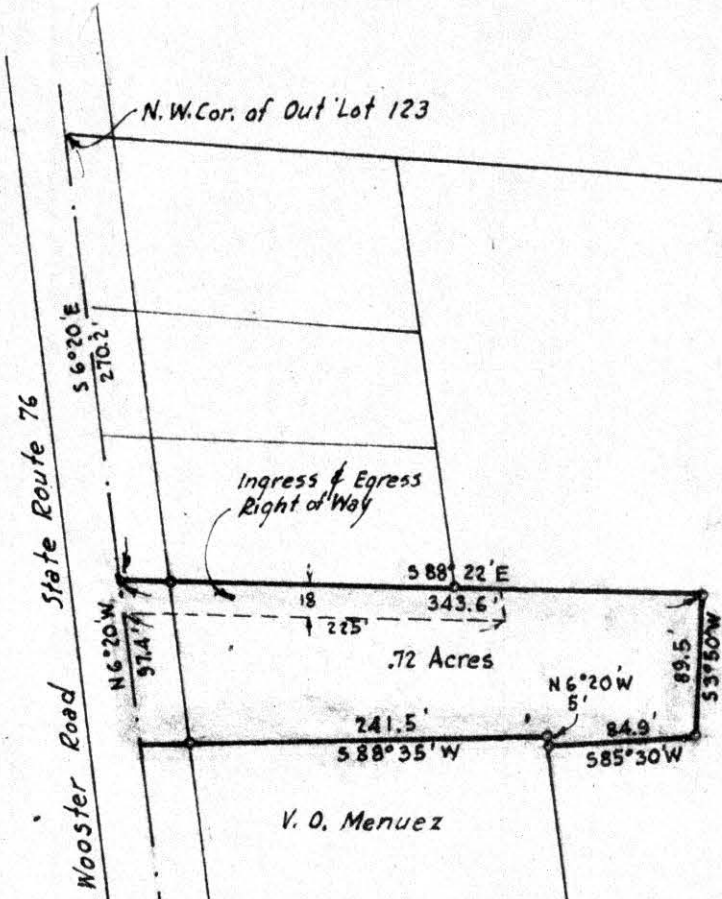 N.W. Cor. of Out Lot 123
S 6°20' E
270.2'
State Route 76
Wooster Road
Ingress & Egress
Right of Way
S 88° 22' E
343.6'
18
225'
N 6°20' W
97.4'
.72 Acres
89.5'
S 3°50' W
N 6°20' W
5'
241.5'
S 88° 35' W
84.9'
S 85° 30' W
V. O. Menuez